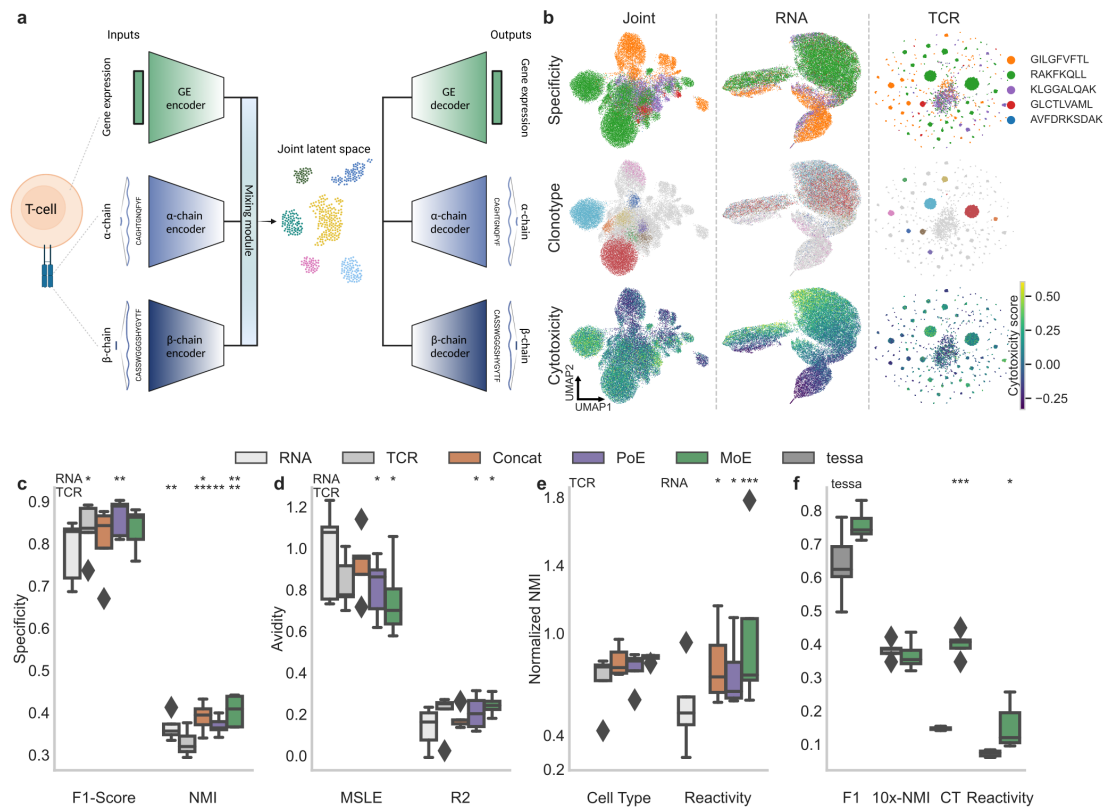 a
Inputs
Outputs
Gene expression
GE
encoder
GE
decoder
Gene expression
T-cell
α-chain
CAGHTGNQFYF
α-chain
encoder
Mixing module
Joint latent space
α-chain
decoder
CAGHTGNQFYF
α-chain
β-chain
CASSWGGGSHYGYTF
β-chain
encoder
β-chain
decoder
CASSWGGGSHYGYTF
β-chain
b
Joint
RNA
TCR
Specificity
GILGFVFTL
RAKFKQLL
KLGGALQAK
GLCTLVAML
AVFDRKSDAK
Clonotype
Cytotoxicity
UMAP2
UMAP1
Cytotoxicity score
0.50
0.25
0.00
−0.25
RNA
TCR
Concat
PoE
MoE
tessa
c
RNA * ** * **
TCR ** ***** ** **
Specificity
0.9
0.8
0.7
0.6
0.5
0.4
0.3
F1-Score
NMI
d
RNA * * * *
TCR
Avidity
1.2
1.0
0.8
0.6
0.4
0.2
0.0
MSLE
R2
e
TCR
RNA * * ***
Normalized NMI
1.8
1.4
1.0
0.8
0.4
0.2
Cell Type
Reactivity
f
tessa *** *
0.8
0.7
0.6
0.5
0.4
0.3
0.2
0.1
F1
10x-NMI
CT
Reactivity